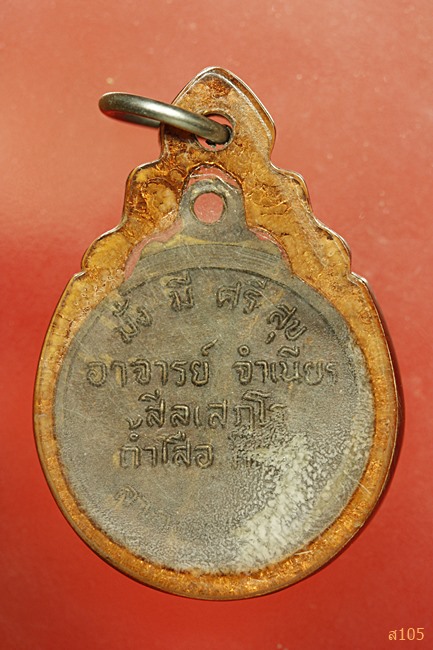 มั่ง มี ศรี สุข
อาจารย์ จำเนียร
สีลเสฏโฐ
ถ้ำเสือ
ส105